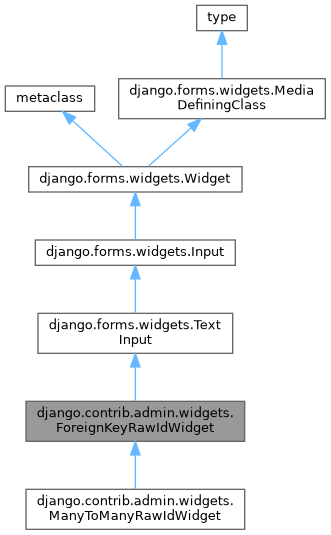 type
django.forms.widgets.Media
DefiningClass
metaclass
django.forms.widgets.Widget
django.forms.widgets.Input
django.forms.widgets.Text
Input
django.contrib.admin.widgets.
ForeignKeyRawIdWidget
django.contrib.admin.widgets.
ManyToManyRawIdWidget